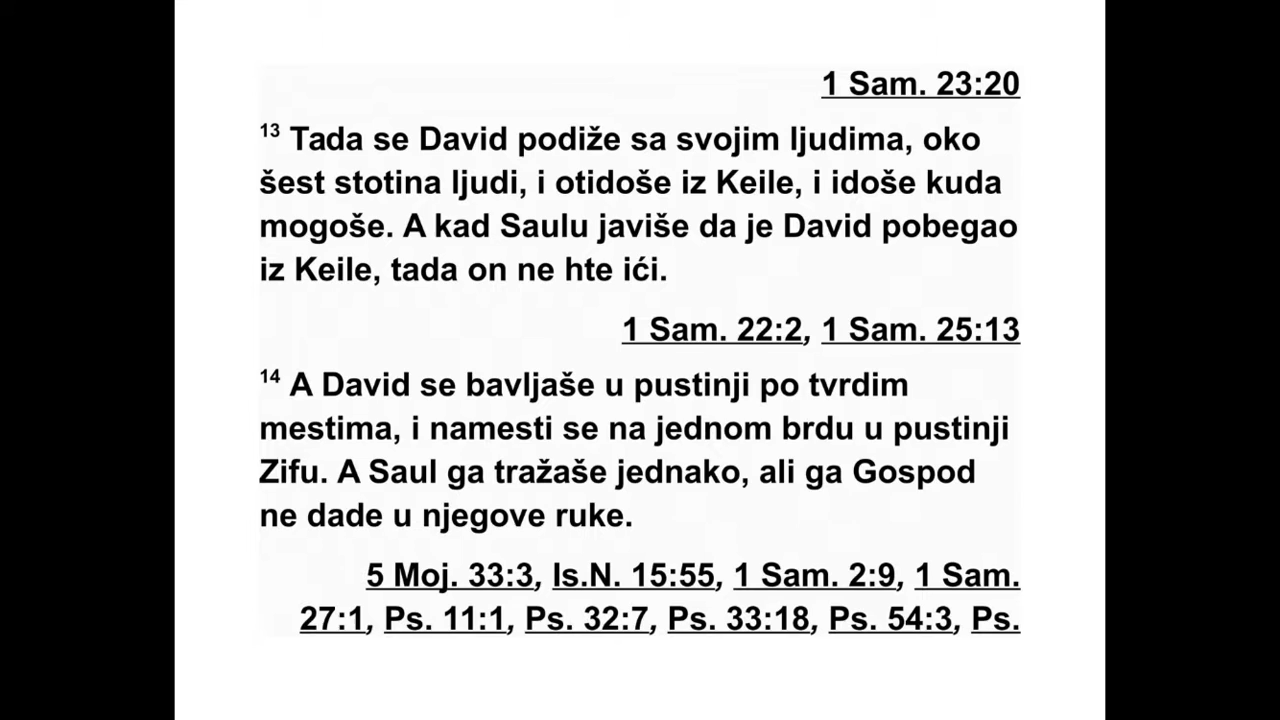 1 Sam. 23:20
13 Tada se David podiže sa svojim ljudima, oko
šest stotina ljudi, i otidoše iz Keile, i idoše kuda
mogoše. A kad Saulu javiše da je David pobegao
iz Keile, tada on ne hte ići.
1 Sam. 22:2, 1 Sam. 25:13
14 A David se bavljaše u pustinji po tvrdim
mestima, i namesti se na jednom brdu u pustinji
Zifu. A Saul ga tražaše jednako, ali ga Gospod
ne dade u njegove ruke.
5 Moj. 33:3, Is.N. 15:55, 1 Sam. 2:9, 1 Sam.
27:1, Ps. 11:1, Ps. 32:7, Ps. 33:18, Ps. 54:3, Ps.